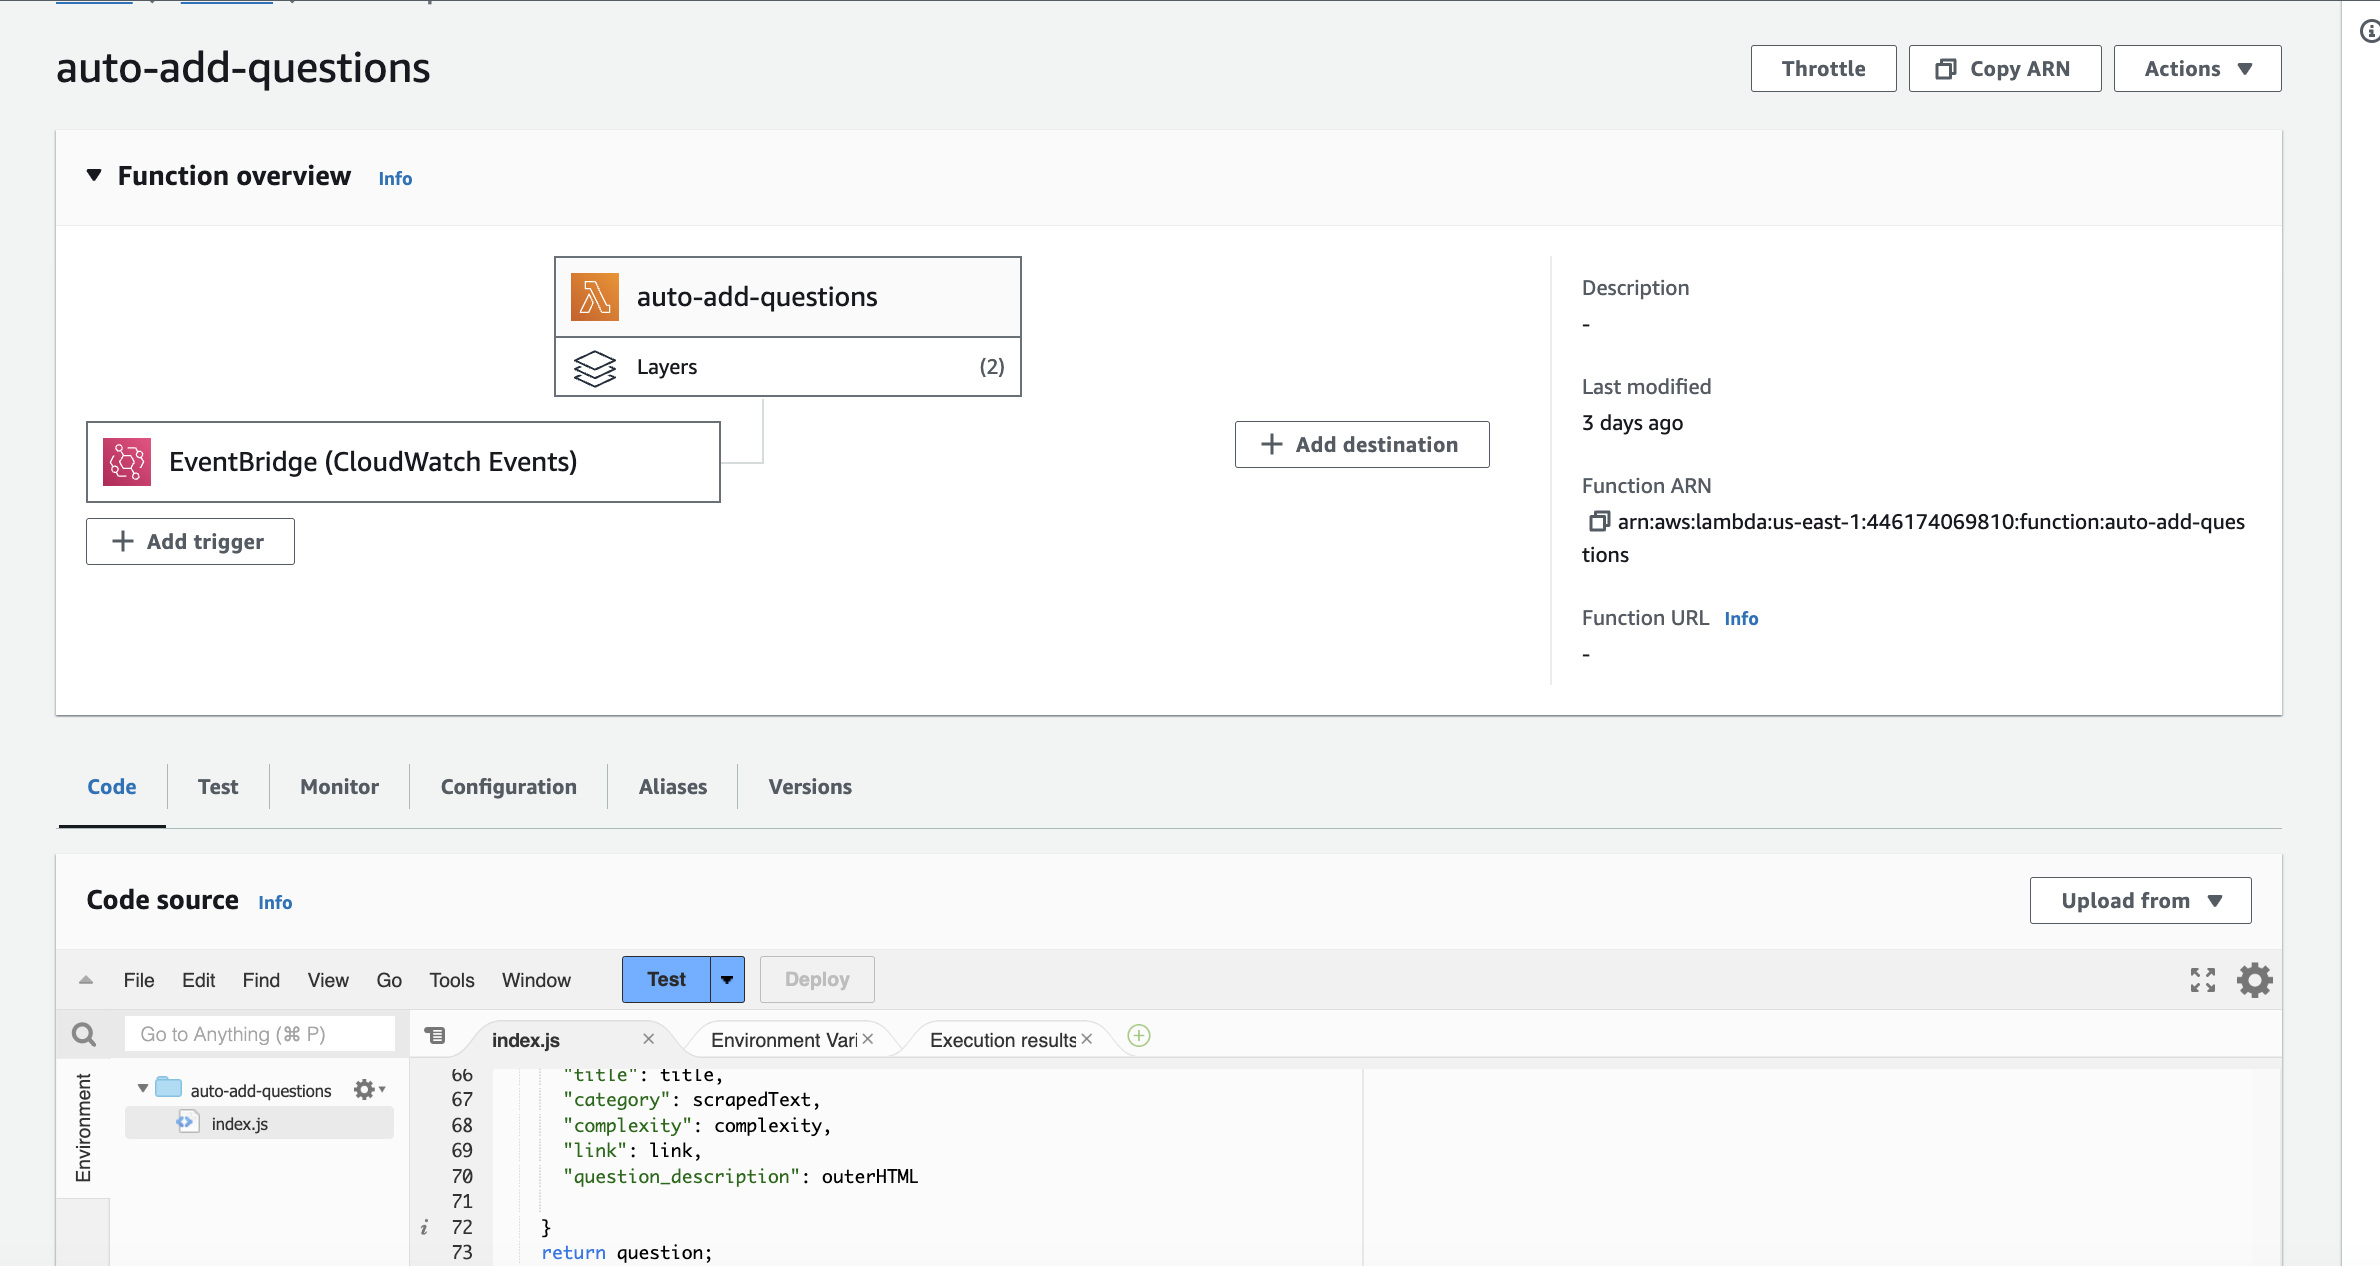 auto-add-questions
Throttle
Copy ARN
Actions
Function overview Info
auto-add-questions
Layers (2)
EventBridge (CloudWatch Events)
Add trigger
Add destination
Description
-
Last modified
3 days ago
Function ARN
arn:aws:lambda:us-east-1:446174069810:function:auto-add-ques
tions
Function URL Info
-
Code
Test
Monitor
Configuration
Aliases
Versions
Code source Info
Upload from
File Edit Find View Go Tools Window
Test
Deploy
Go to Anything (⌘ P)
index.js
Environment Vari
Execution results
Environment
auto-add-questions
index.js
66 "title": title,
67 "category": scrapedText,
68 "complexity": complexity,
69 "link": link,
70 "question_description": outerHTML
71
i 72 }
73 return question;